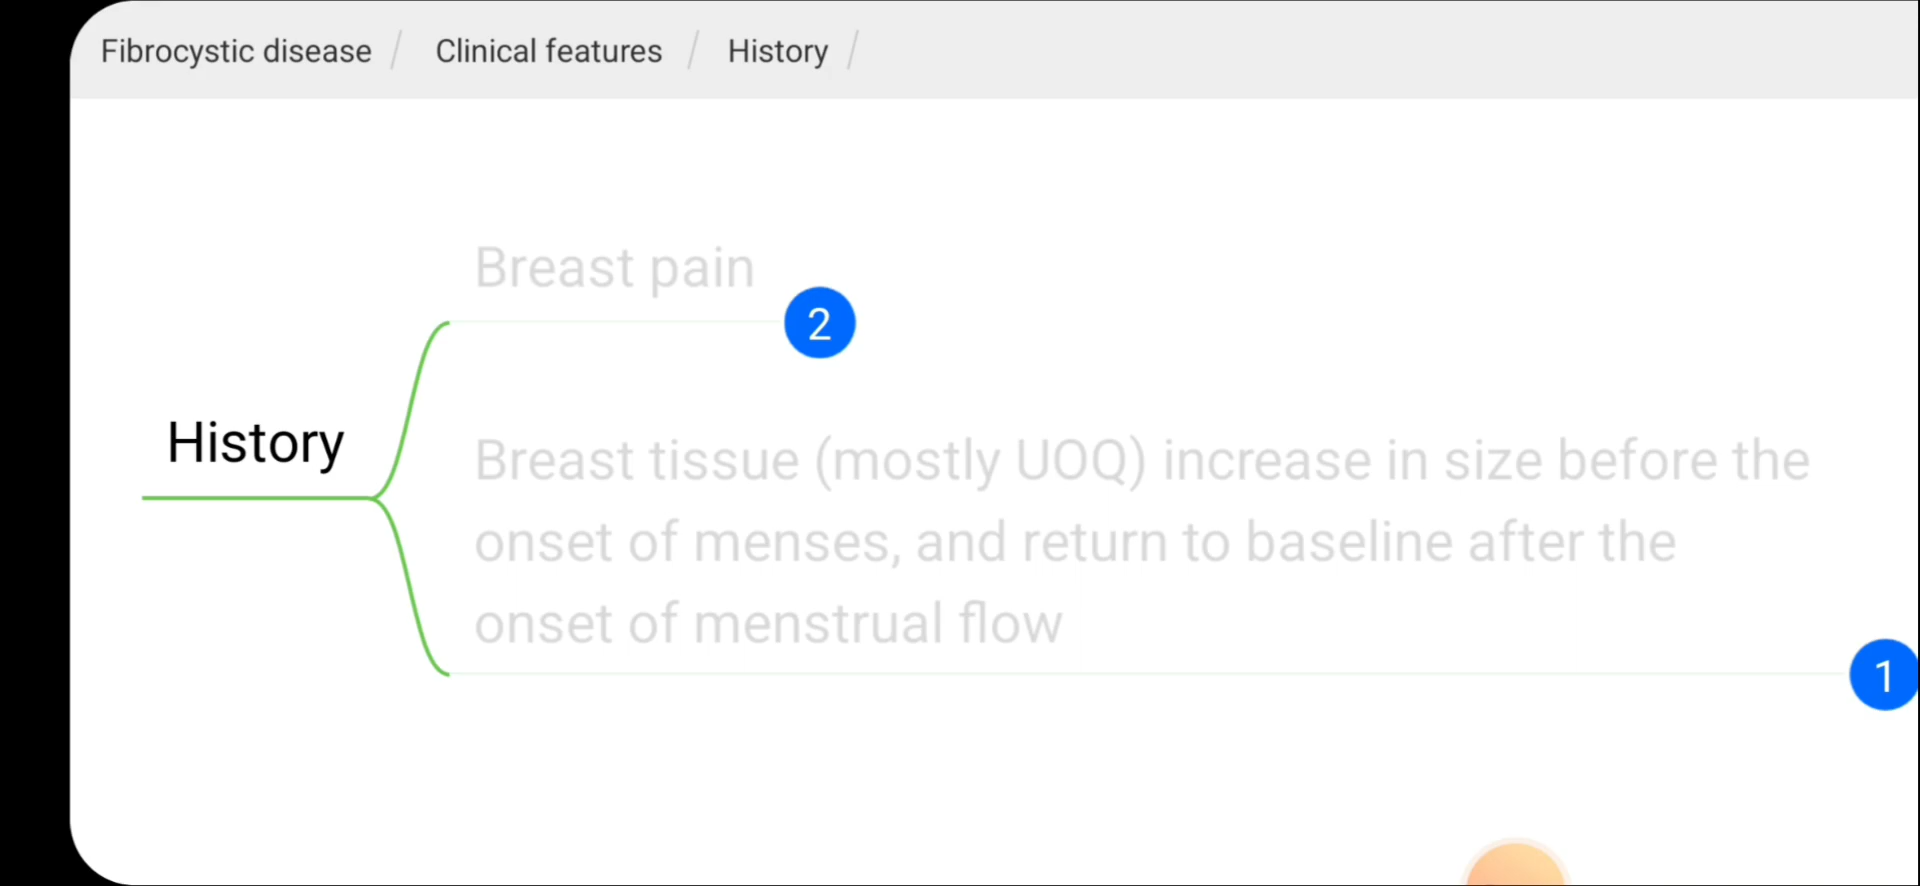 Fibrocystic disease / Clinical features / History /
Breast pain
2
History
Breast tissue (mostly UOQ) increase in size before the
onset of menses, and return to baseline after the
onset of menstrual flow
1